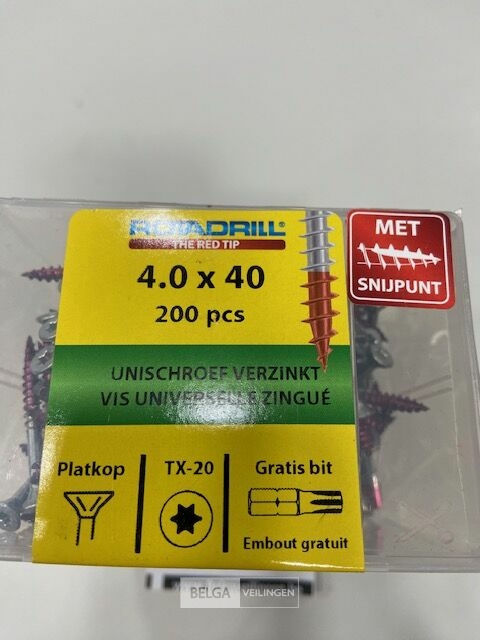 ROTADRILL®
THE RED TIP
4.0 x 40
200 pcs
MET
SNIJPUNT
UNISCHROEF VERZINKT
VIS UNIVERSELLE ZINGUÉ
Platkop
TX-20
Gratis bit
Embout gratuit
BELGA VEILINGEN